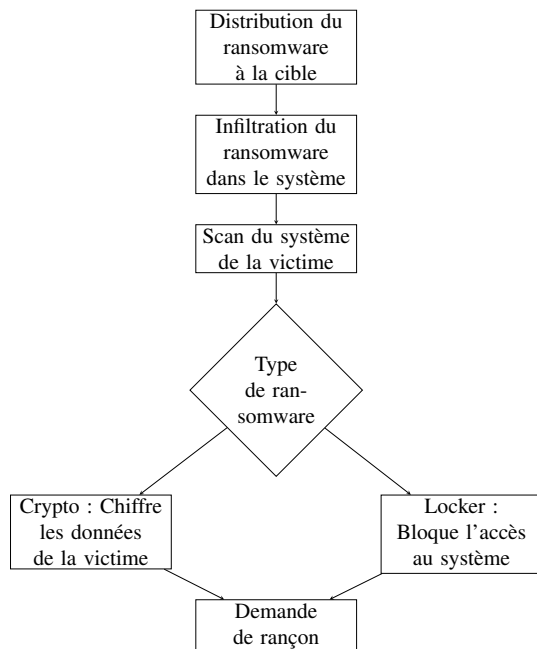 Distribution du
ransomware
à la cible
Infiltration du
ransomware
dans le système
Scan du système
de la victime
Type
de ran-
somware
Crypto : Chiffre
les données
de la victime
Locker :
Bloque l'accès
au système
Demande
de rançon